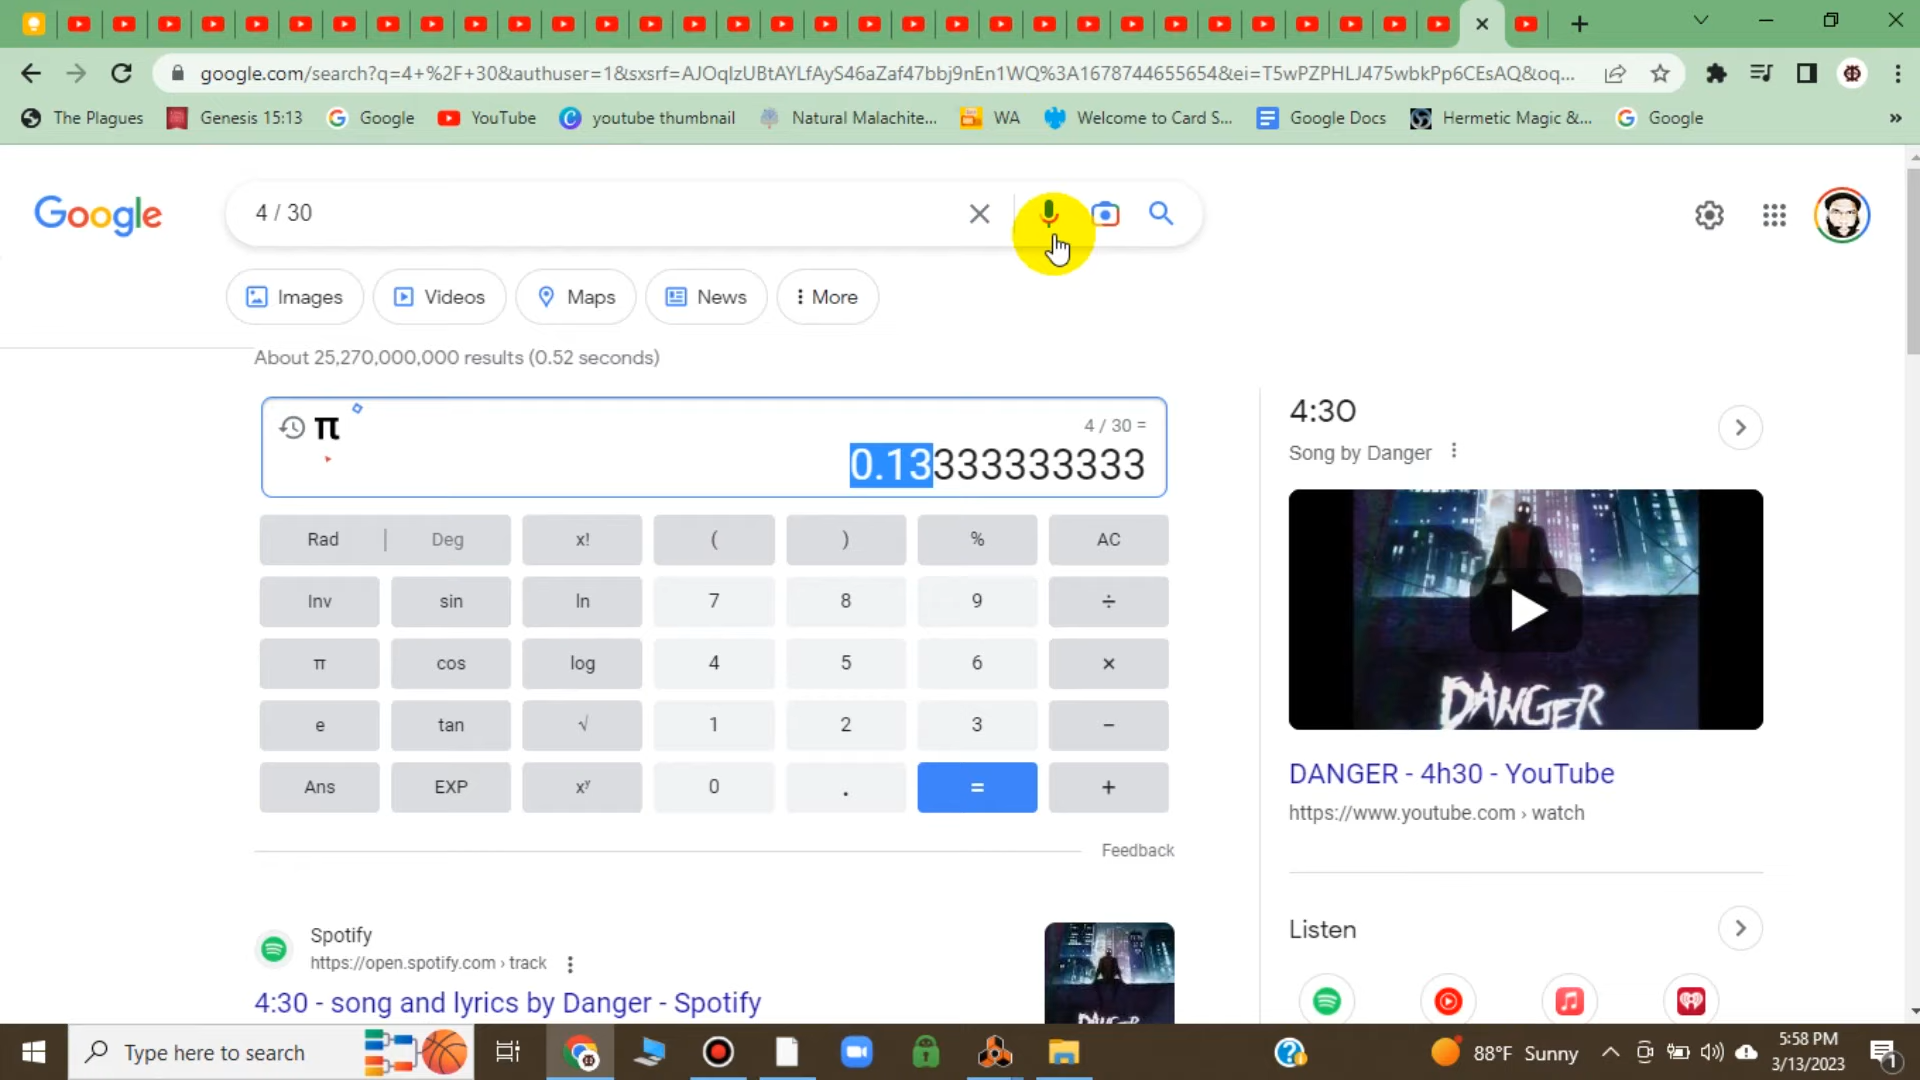 google.com/search?q=4+%2F+30&authuser=1&sxsrf=AJOqIzUBtAYLfAyS46aZaf47bbj9nEn1WQ%3A1678744655654&ei=T5wPZPHLJ475wbkPp6CEsAQ&oq...
The Plagues
Genesis 15:13
Google
YouTube
youtube thumbnail
Natural Malachite...
WA
Welcome to Card S...
Google Docs
Hermetic Magic &...
Google
»
Google
4 / 30
Images
Videos
Maps
News
More
About 25,270,000,000 results (0.52 seconds)
π
4 / 30 =
0.13333333333
Rad | Deg x! ( ) % AC
Inv sin ln 7 8 9 ÷
π cos log 4 5 6 ×
e tan √ 1 2 3 −
Ans EXP xʸ 0 . = +
Feedback
Spotify
https://open.spotify.com › track
4:30 - song and lyrics by Danger - Spotify
DANGER
4:30
Song by Danger
DANGER
DANGER - 4h30 - YouTube
https://www.youtube.com › watch
Listen
Type here to search
88°F Sunny
5:58 PM
3/13/2023
1